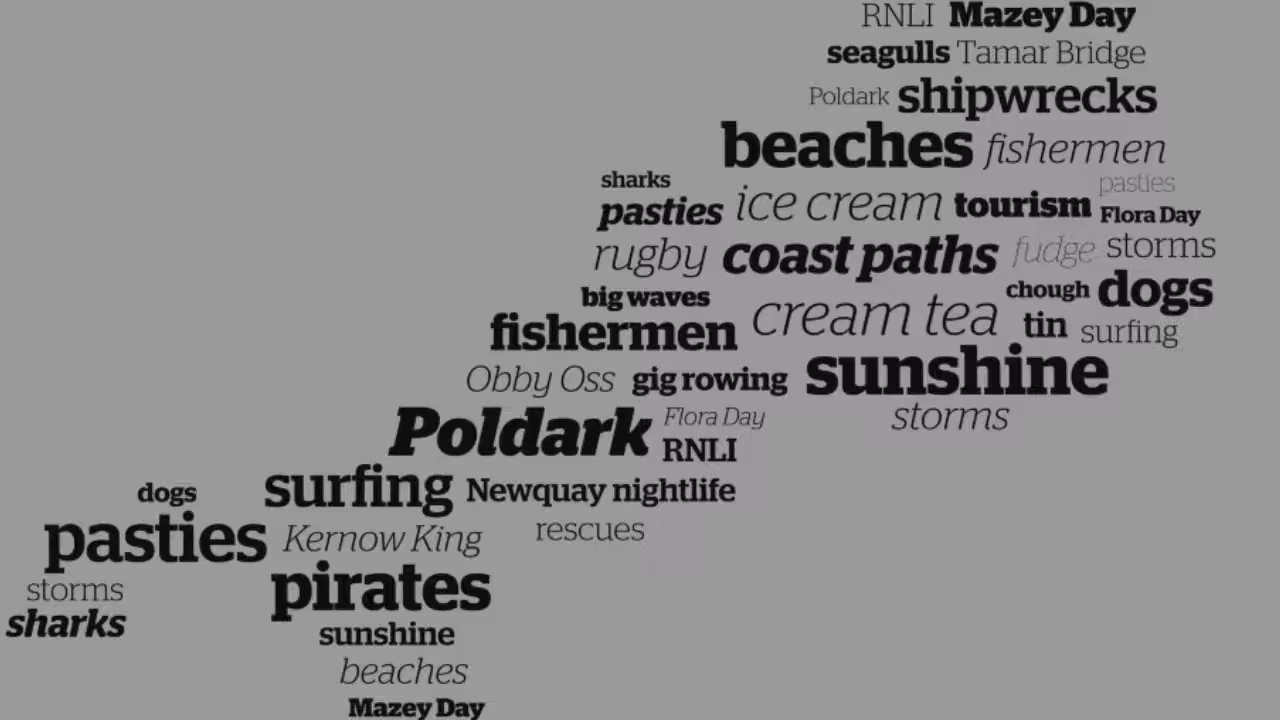 RNLI Mazey Day
seagulls Tamar Bridge
Poldark shipwrecks
beaches fishermen
sharks
pasties ice cream tourism pasties
Flora Day
rugby coast paths fudge storms
big waves
fishermen cream tea chough dogs
tin surfing
Obby Oss gig rowing sunshine
storms
Poldark Flora Day
RNLI
dogs surfing Newquay nightlife
pasties Kernow King rescues
storms pirates
sharks
sunshine
beaches
Mazey Day